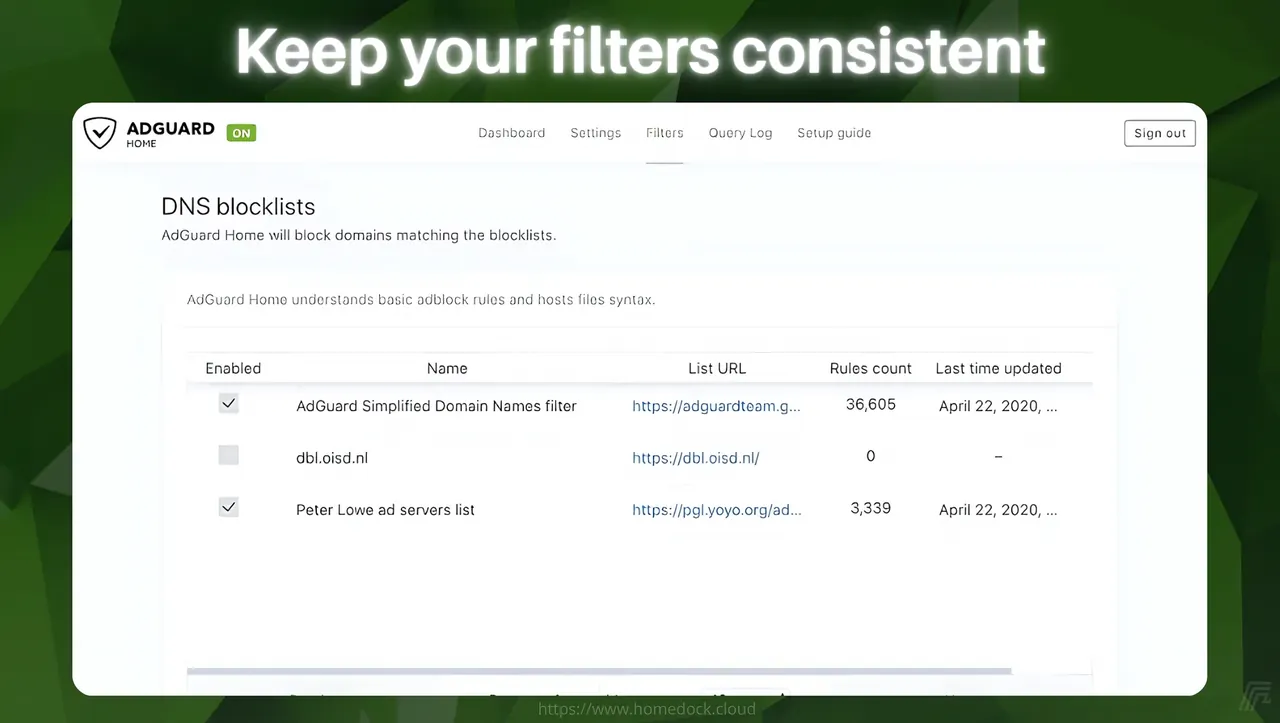 Keep your filters consistent
ADGUARD
HOME
ON
Dashboard Settings Filters Query Log Setup guide
Sign out
DNS blocklists
AdGuard Home will block domains matching the blocklists.
AdGuard Home understands basic adblock rules and hosts files syntax.
Enabled Name List URL Rules count Last time updated
AdGuard Simplified Domain Names filter https://adguardteam.g... 36,605 April 22, 2020, ...
dbl.oisd.nl https://dbl.oisd.nl/ 0 –
Peter Lowe ad servers list https://pgl.yoyo.org/ad... 3,339 April 22, 2020, ...
https://www.homedock.cloud